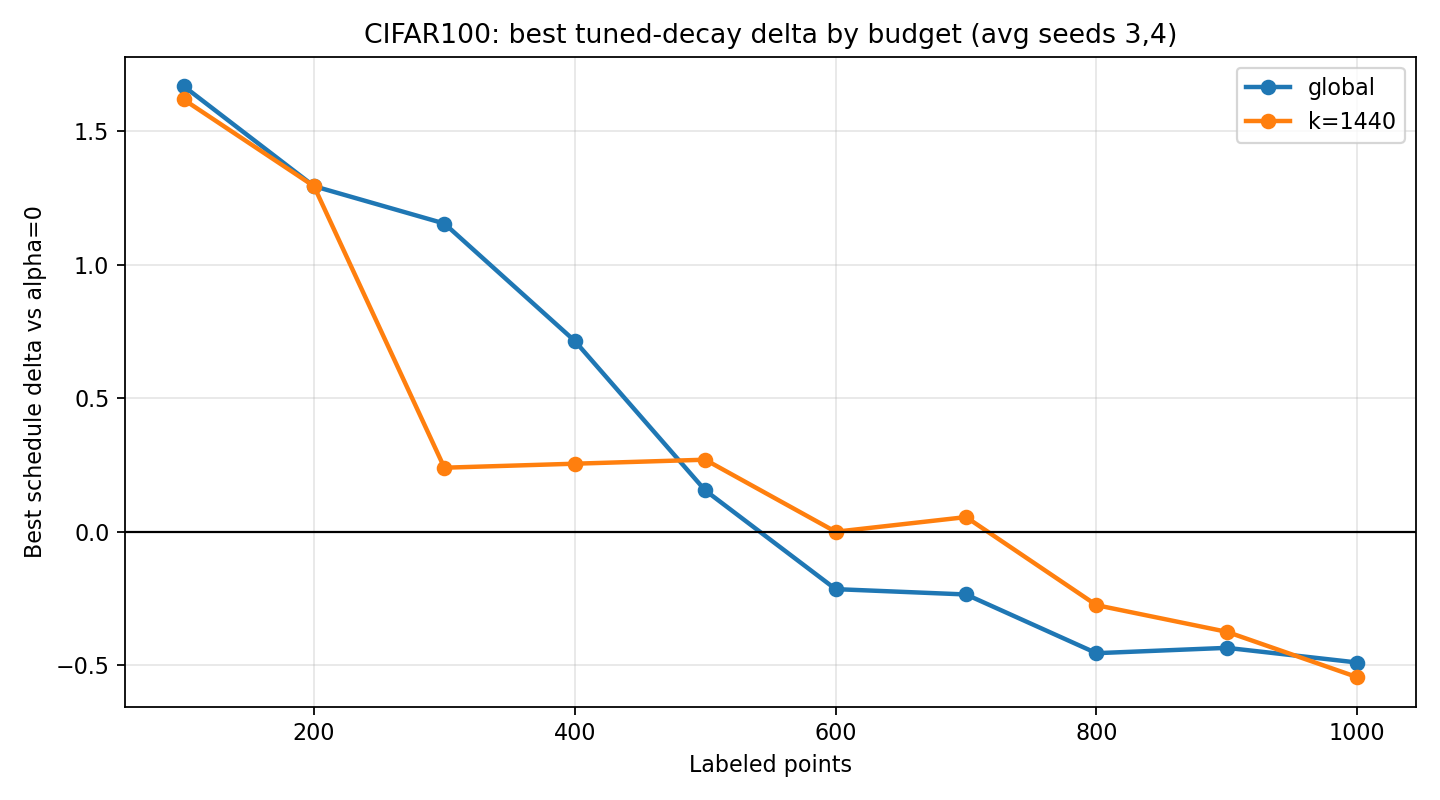 CIFAR100: best tuned-decay delta by budget (avg seeds 3,4)
global
k=1440
Best schedule delta vs alpha=0
1.5
1.0
0.5
0.0
−0.5
200
400
600
800
1000
Labeled points